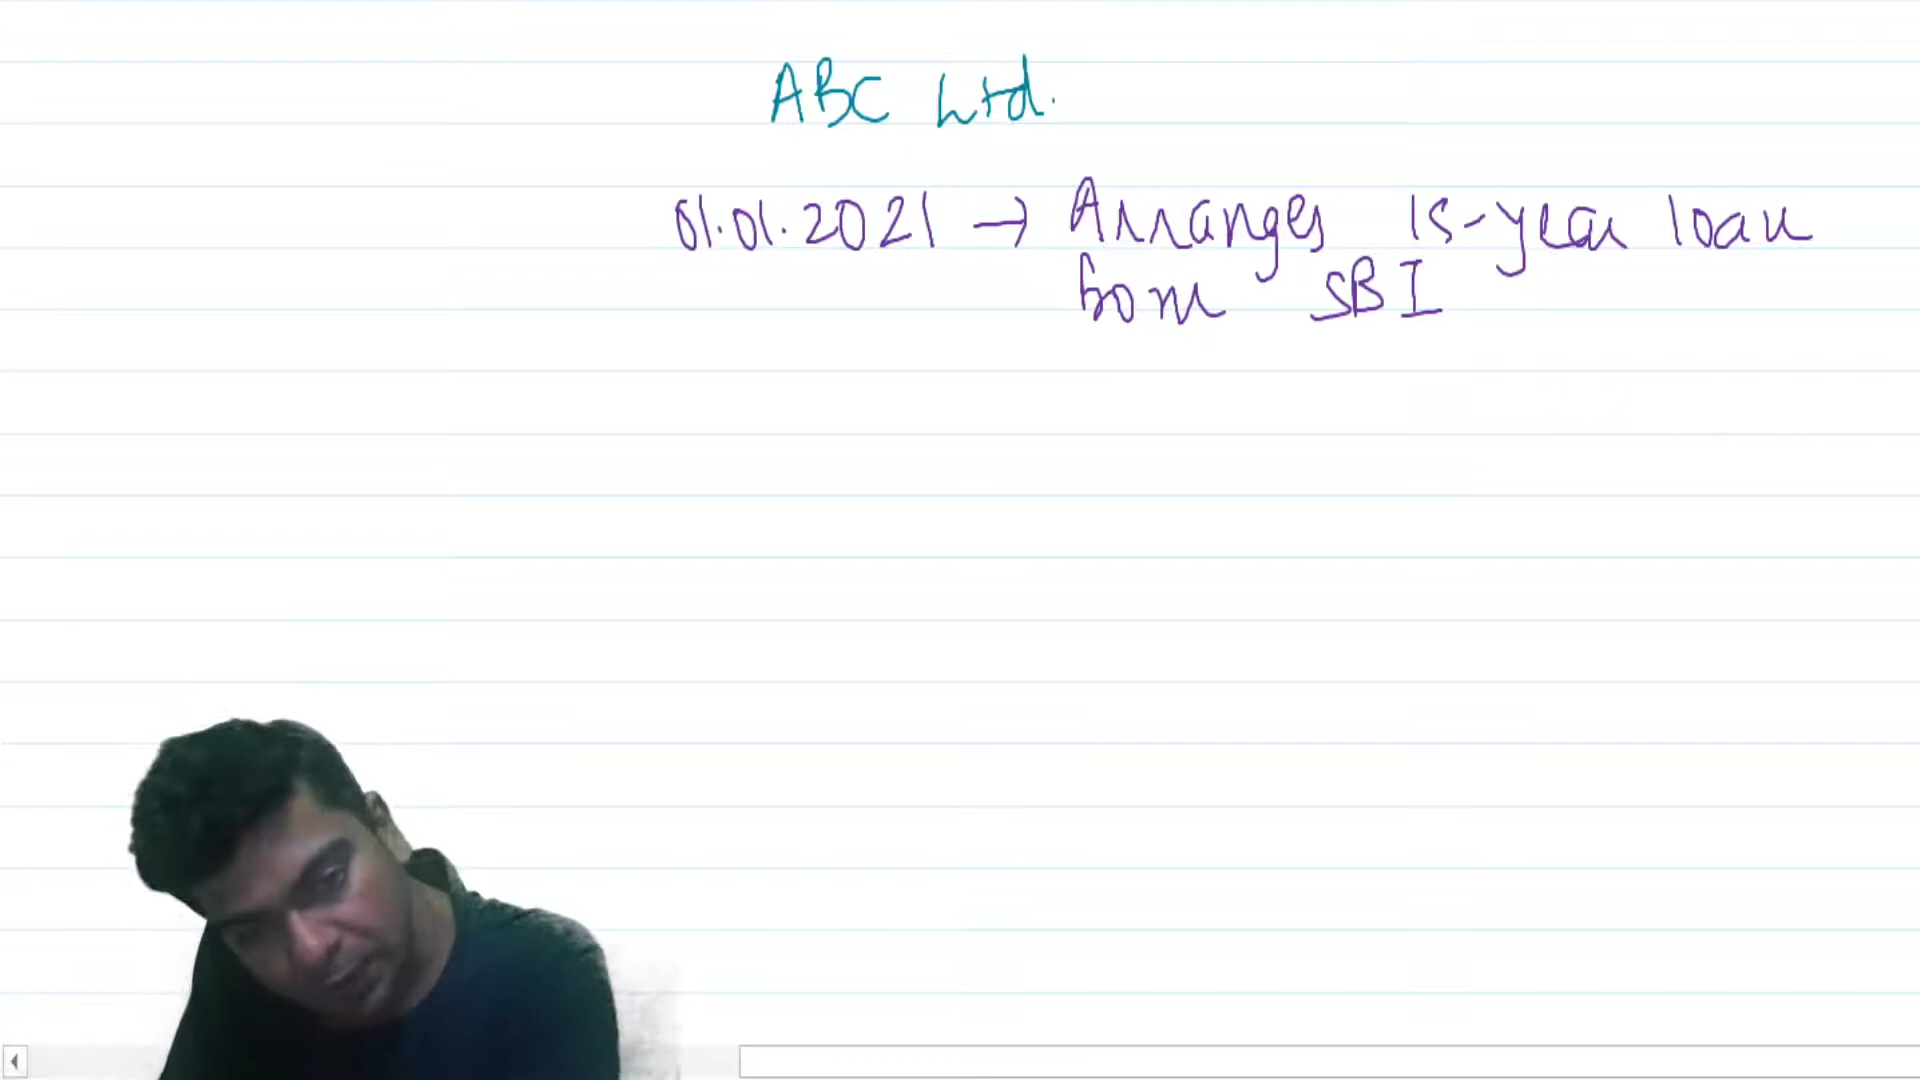 ABC Ltd.
01.01.2021 → Arranges 15-year loan
from SBI